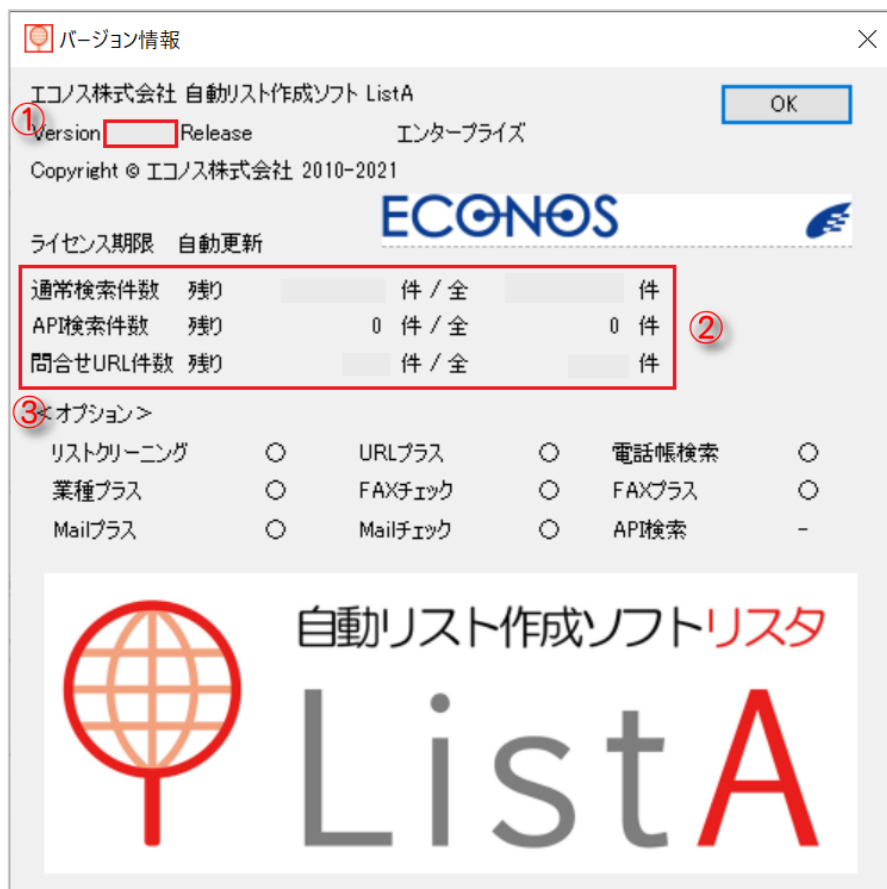 バージョン情報
エコノス株式会社 自動リスト作成ソフト ListA
OK
①
Version Release エンタープライズ
Copyright © エコノス株式会社 2010-2021
ECONOS
ライセンス期限 自動更新
通常検索件数 残り 件 / 全 件
API検索件数 残り 0 件 / 全 0 件
②
問合せURL件数 残り 件 / 全 件
③
<オプション>
リストクリーニング ○ URLプラス ○ 電話帳検索 ○
業種プラス ○ FAXチェック ○ FAXプラス ○
Mailプラス ○ Mailチェック ○ API検索 -
自動リスト作成ソフトリスタ
ListA